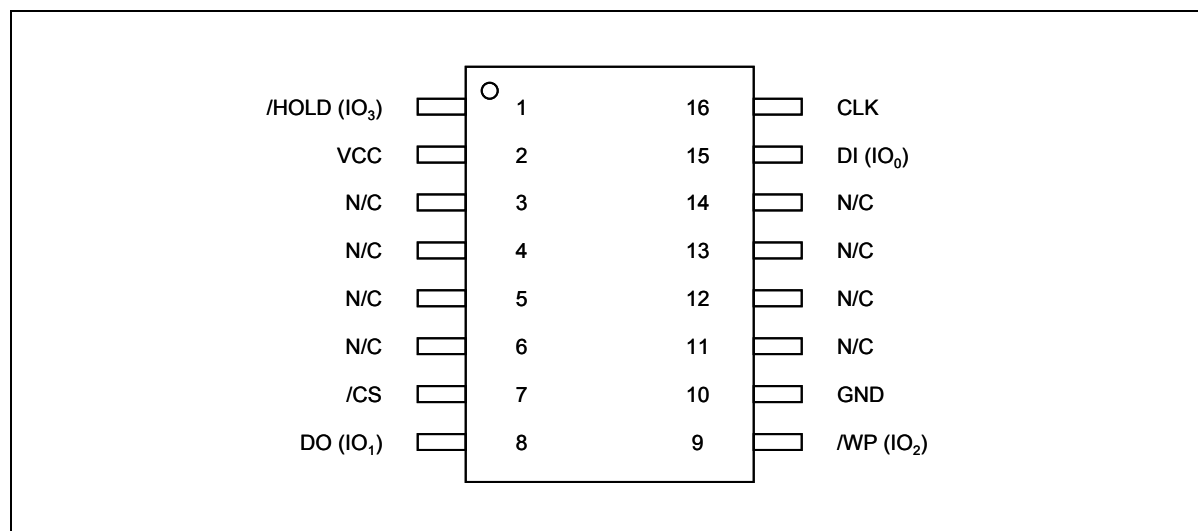 /HOLD (IO₃) 1 16 CLK
VCC 2 15 DI (IO₀)
N/C 3 14 N/C
N/C 4 13 N/C
N/C 5 12 N/C
N/C 6 11 N/C
/CS 7 10 GND
DO (IO₁) 8 9 /WP (IO₂)